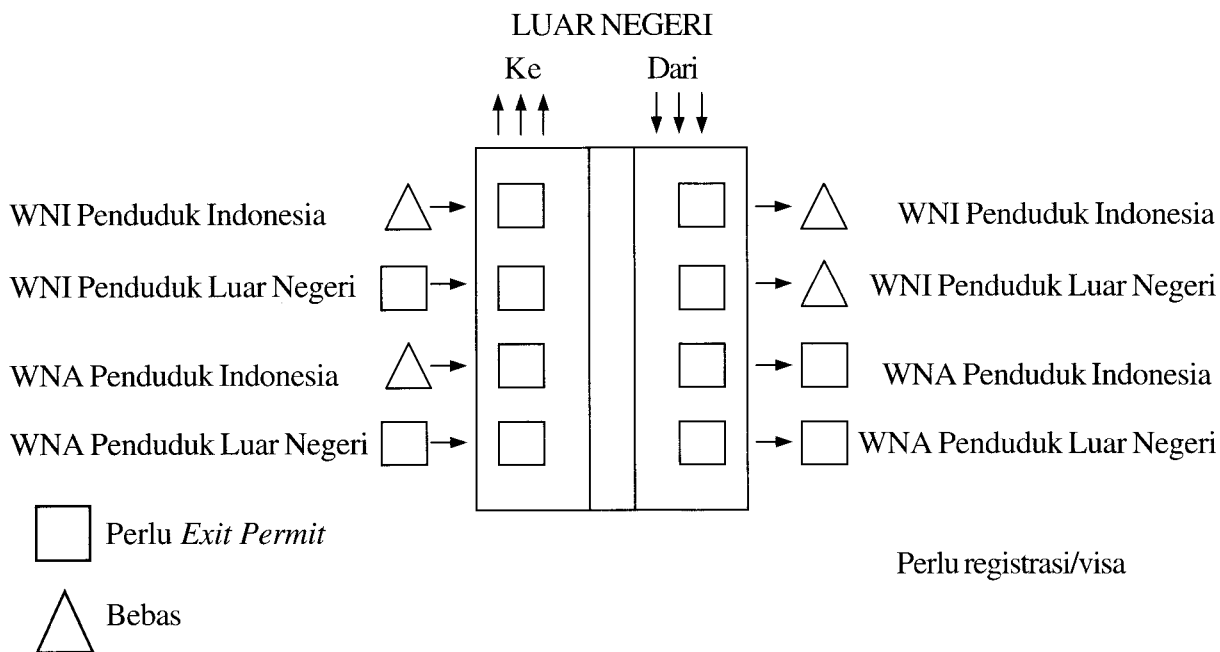 LUAR NEGERI
Ke Dari
WNI Penduduk Indonesia WNI Penduduk Indonesia
WNI Penduduk Luar Negeri WNI Penduduk Luar Negeri
WNA Penduduk Indonesia WNA Penduduk Indonesia
WNA Penduduk Luar Negeri WNA Penduduk Luar Negeri
Perlu Exit Permit
Perlu registrasi/visa
Bebas